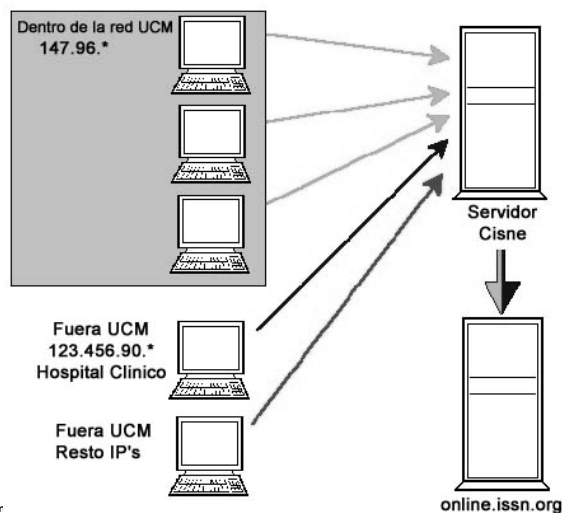 Dentro de la red UCM
147.96.*
Servidor
Cisne
Fuera UCM
123.456.90.*
Hospital Clinico
Fuera UCM
Resto IP's
online.issn.org